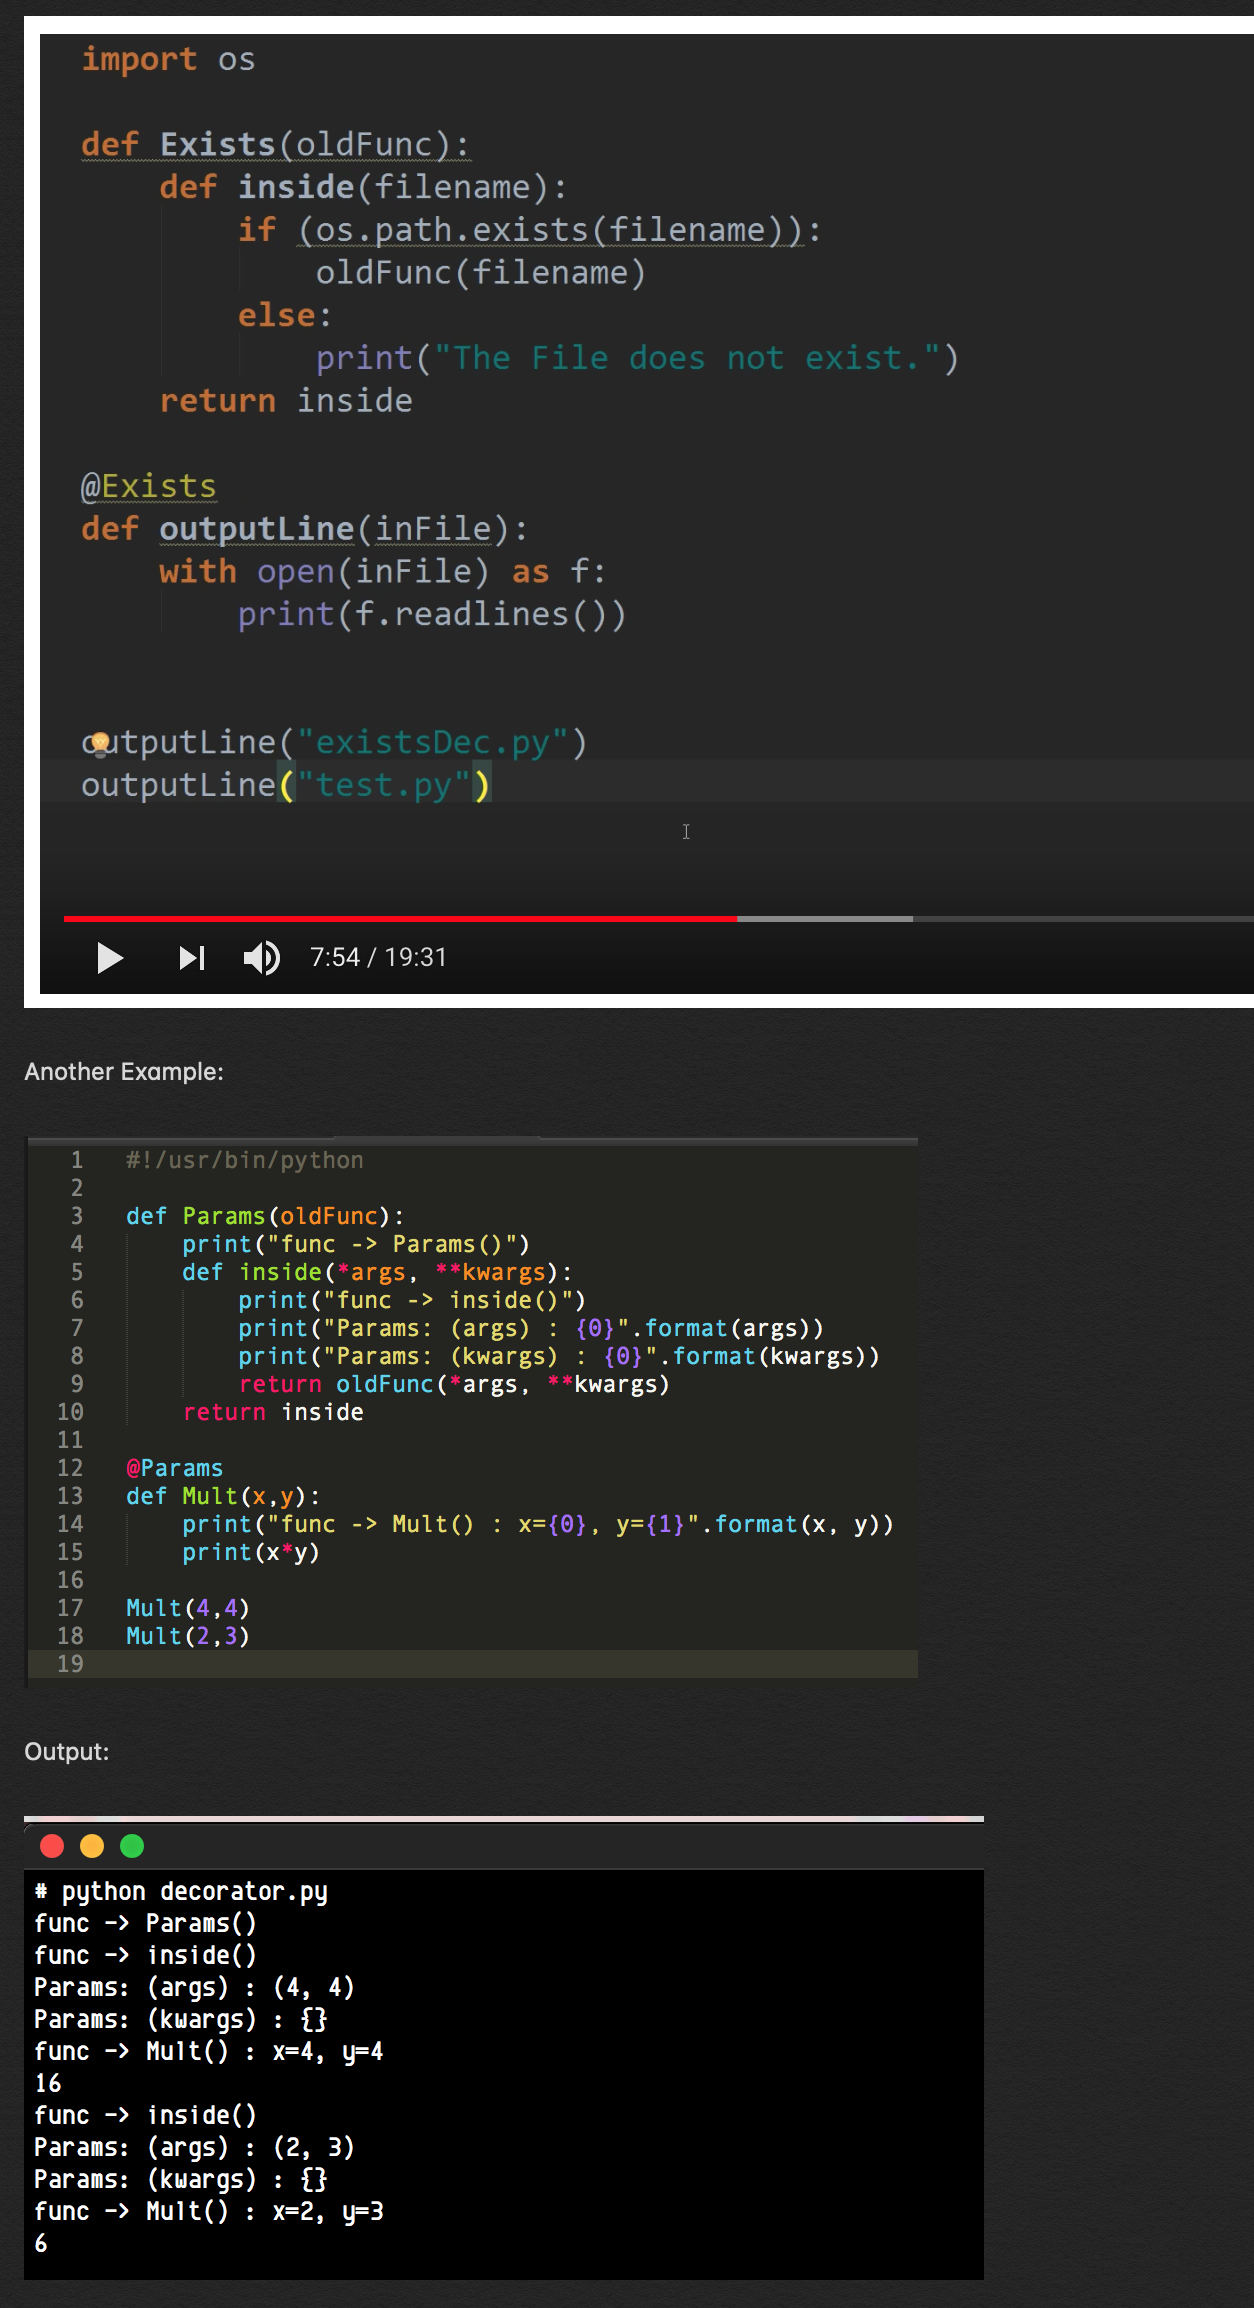 import os
def Exists(oldFunc):
    def inside(filename):
        if (os.path.exists(filename)):
            oldFunc(filename)
        else:
            print("The File does not exist.")
    return inside
@Exists
def outputLine(inFile):
    with open(inFile) as f:
        print(f.readlines())
outputLine("existsDec.py")
outputLine("test.py")
7:54 / 19:31
Another Example:
1 #!/usr/bin/python
2
3 def Params(oldFunc):
4     print("func -> Params()")
5     def inside(*args, **kwargs):
6         print("func -> inside()")
7         print("Params: (args) : {0}".format(args))
8         print("Params: (kwargs) : {0}".format(kwargs))
9         return oldFunc(*args, **kwargs)
10     return inside
11
12 @Params
13 def Mult(x,y):
14     print("func -> Mult() : x={0}, y={1}".format(x, y))
15     print(x*y)
16
17 Mult(4,4)
18 Mult(2,3)
19
Output:
# python decorator.py
func -> Params()
func -> inside()
Params: (args) : (4, 4)
Params: (kwargs) : {}
func -> Mult() : x=4, y=4
16
func -> inside()
Params: (args) : (2, 3)
Params: (kwargs) : {}
func -> Mult() : x=2, y=3
6